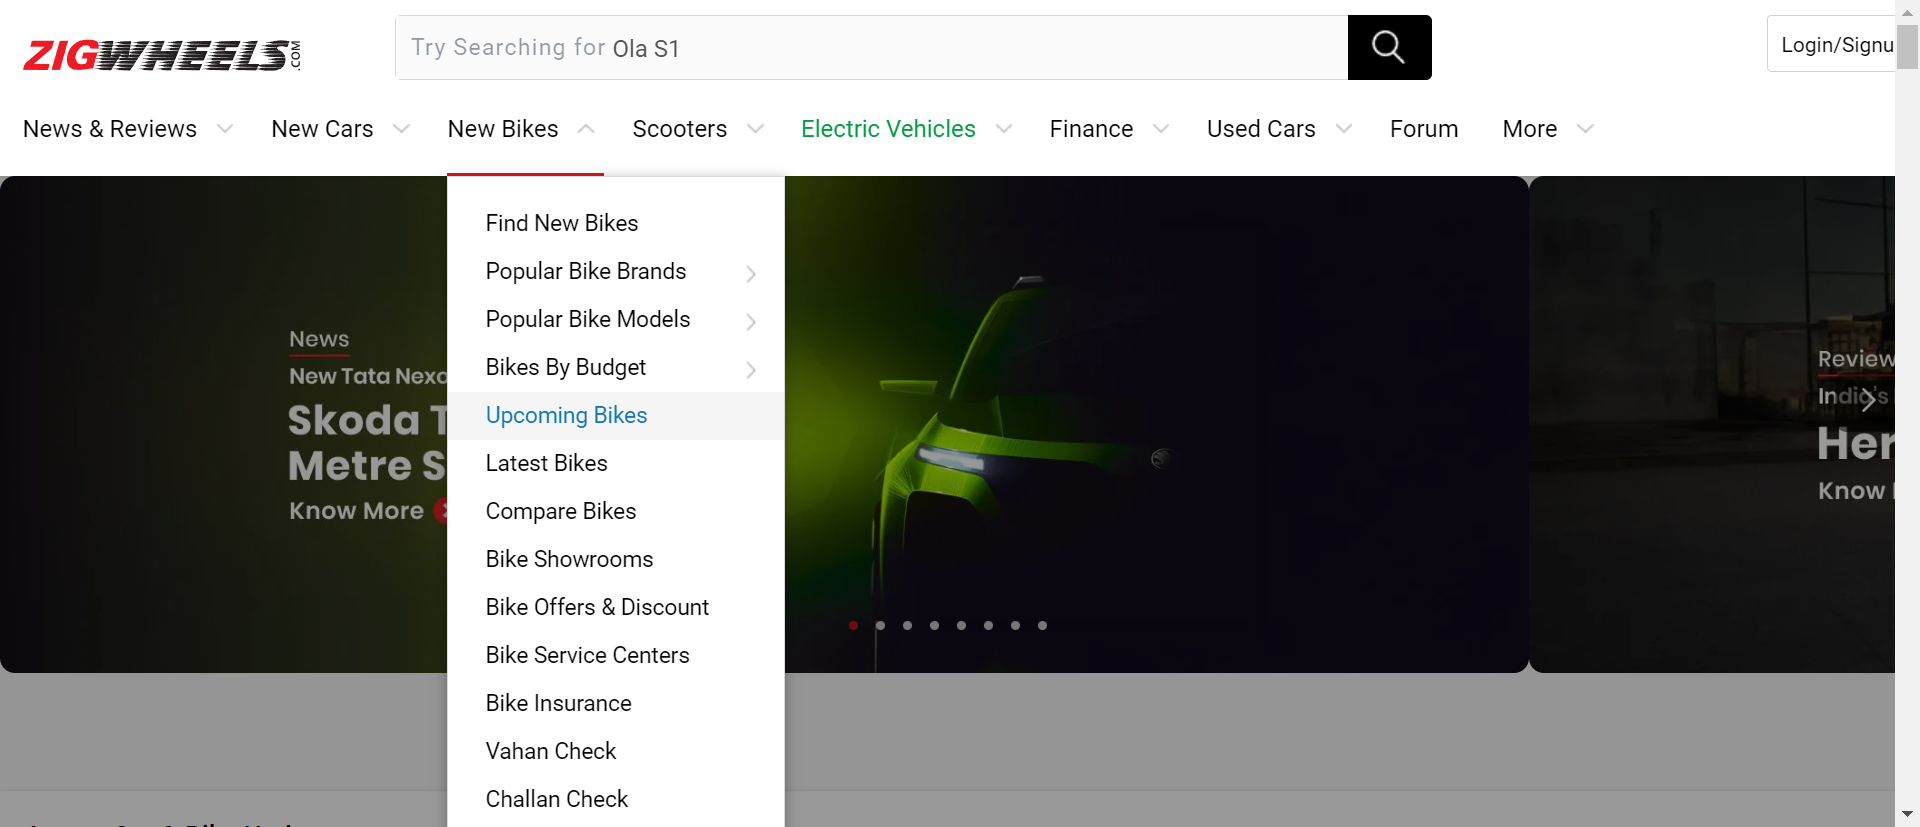 ZIGWHEELS.COM
Try Searching for Ola S1
Login/Signu
News & Reviews
New Cars
New Bikes
Scooters
Electric Vehicles
Finance
Used Cars
Forum
More
Find New Bikes
Popular Bike Brands
Popular Bike Models
Bikes By Budget
Upcoming Bikes
Latest Bikes
Compare Bikes
Bike Showrooms
Bike Offers & Discount
Bike Service Centers
Bike Insurance
Vahan Check
Challan Check
News
New Tata Nexo
Skoda T
Metre S
Know More
Review
India's
Her
Know